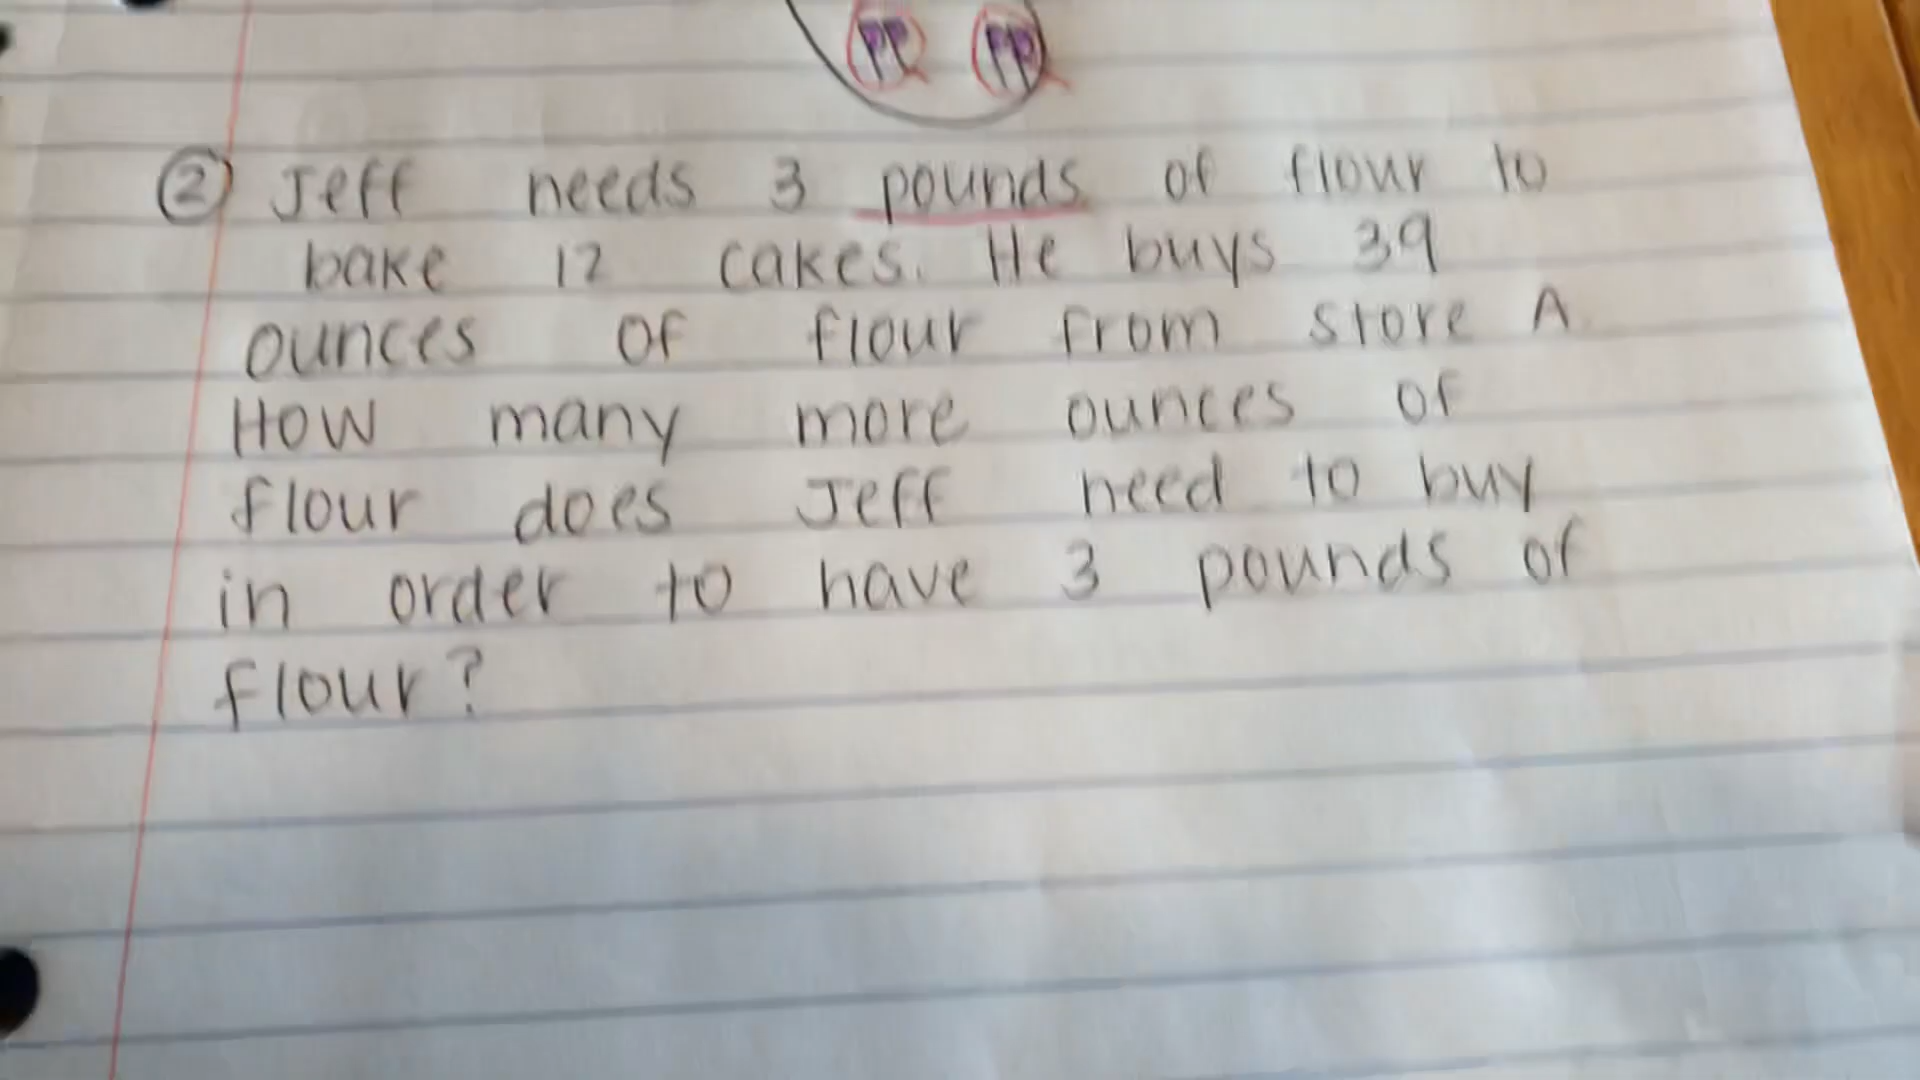 PP PP
② Jeff needs 3 pounds of flour to
bake 12 cakes. He buys 39
ounces of flour from store A.
How many more ounces of
flour does Jeff need to buy
in order to have 3 pounds of
flour?